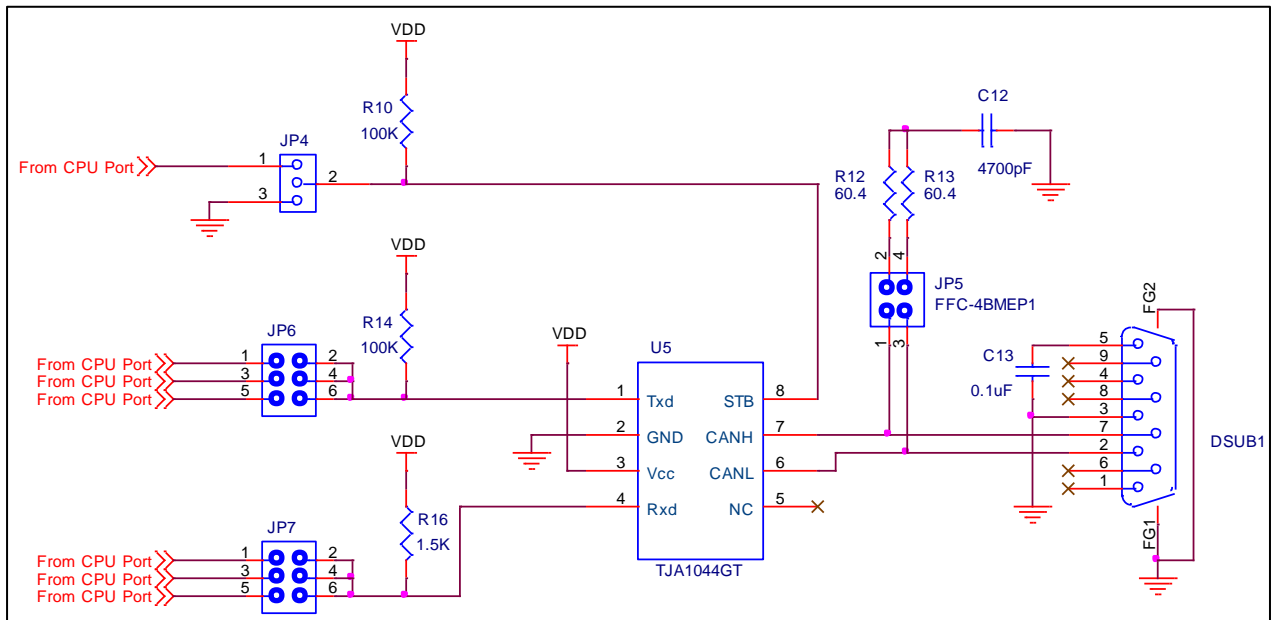 VDD
R10
100K
JP4
From CPU Port
1
2
3
C12
4700pF
R12
60.4
R13
60.4
2
4
JP5
FFC-4BMEP1
1
3
VDD
R14
100K
JP6
From CPU Port
1
2
From CPU Port
3
4
From CPU Port
5
6
VDD
U5
1
Txd
STB
8
2
GND
CANH
7
3
Vcc
CANL
6
4
Rxd
NC
5
TJA1044GT
VDD
R16
1.5K
JP7
From CPU Port
1
2
From CPU Port
3
4
From CPU Port
5
6
C13
0.1uF
FG2
5
9
4
8
3
7
2
6
1
DSUB1
FG1